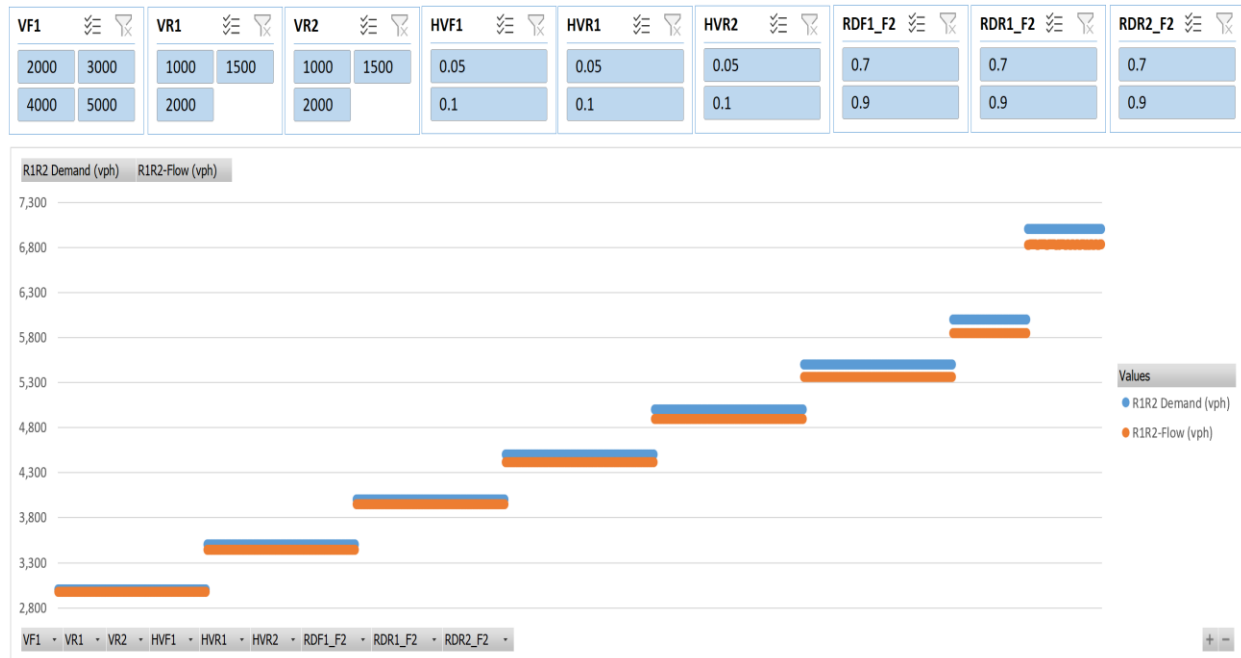 VF1 VR1 VR2 HVF1 HVR1 HVR2 RDF1_F2 RDR1_F2 RDR2_F2
2000 3000 1000 1500 1000 1500 0.05 0.05 0.05 0.7 0.7 0.7
4000 5000 2000 2000 0.1 0.1 0.1 0.9 0.9 0.9
R1R2 Demand (vph) R1R2-Flow (vph)
7,300
6,800
6,300
5,800
5,300
4,800
4,300
3,800
3,300
2,800
Values
R1R2 Demand (vph)
R1R2-Flow (vph)
VF1 VR1 VR2 HVF1 HVR1 HVR2 RDF1_F2 RDR1_F2 RDR2_F2
+ −